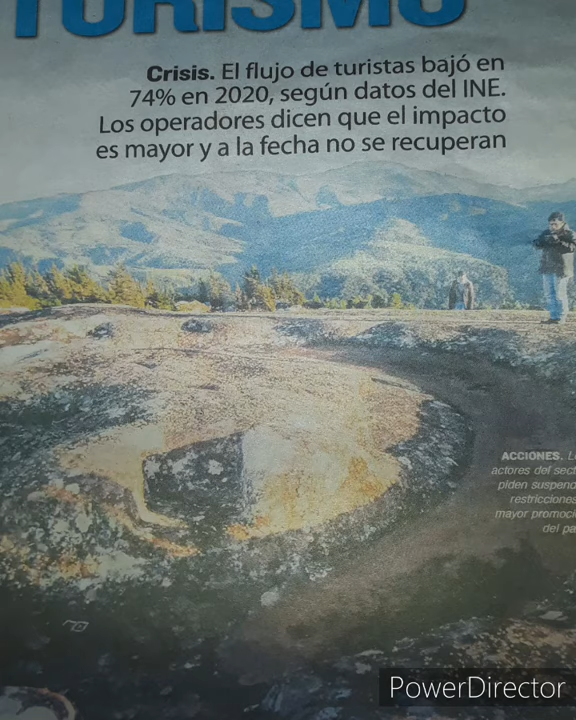 TURISMO
Crisis. El flujo de turistas bajó en
74% en 2020, según datos del INE.
Los operadores dicen que el impacto
es mayor y a la fecha no se recuperan
ACCIONES.
actores del sect
piden suspend
restricciones
mayor promoci
del pa
PowerDirector